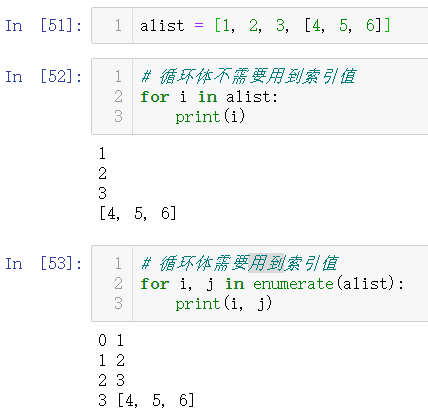 In [51]: 1 alist = [1, 2, 3, [4, 5, 6]]
In [52]: 1 # 循环体不需要用到索引值
2 for i in alist:
3     print(i)
1
2
3
[4, 5, 6]
In [53]: 1 # 循环体需要用到索引值
2 for i, j in enumerate(alist):
3     print(i, j)
0 1
1 2
2 3
3 [4, 5, 6]